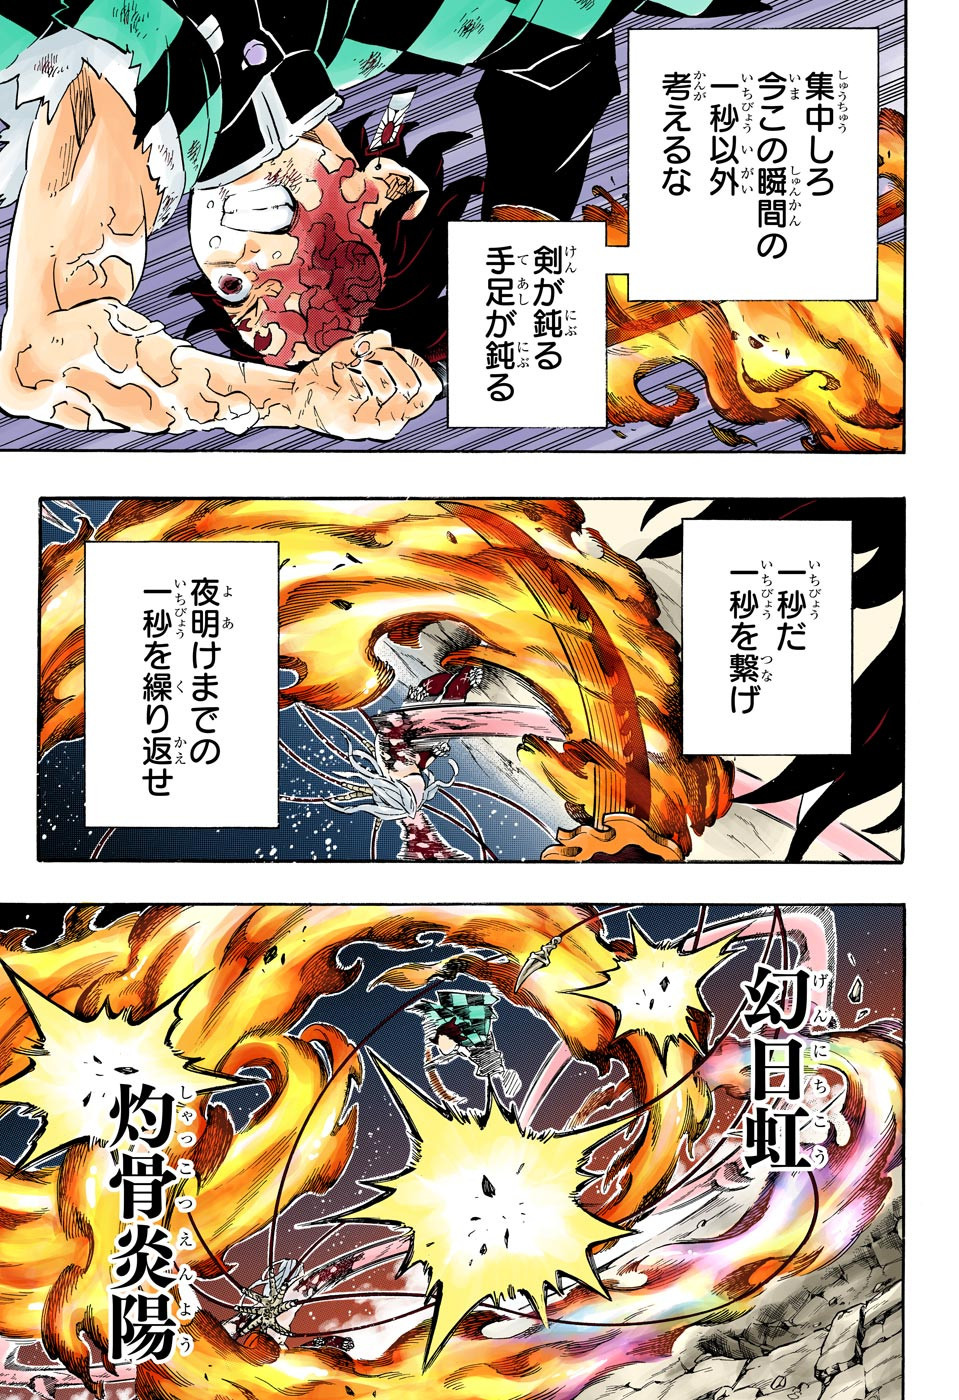 集中しろ
今この瞬間の
一秒以外
考えるな
剣が鈍る
手足が鈍る
一秒だ
一秒を繋げ
夜明けまでの
一秒を繰り返せ
幻日虹
灼骨炎陽